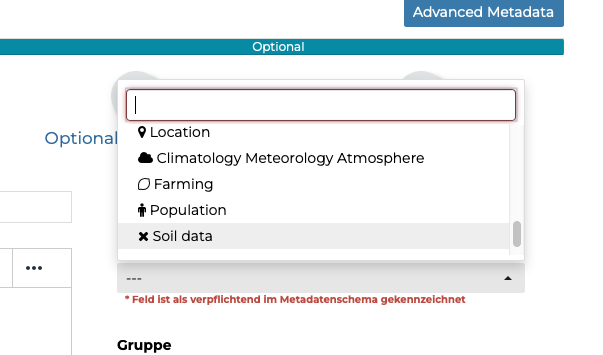 Advanced Metadata
Optional
Optional
Location
Climatology Meteorology Atmosphere
Farming
Population
Soil data
---
* Feld ist als verpflichtend im Metadatenschema gekennzeichnet
Gruppe